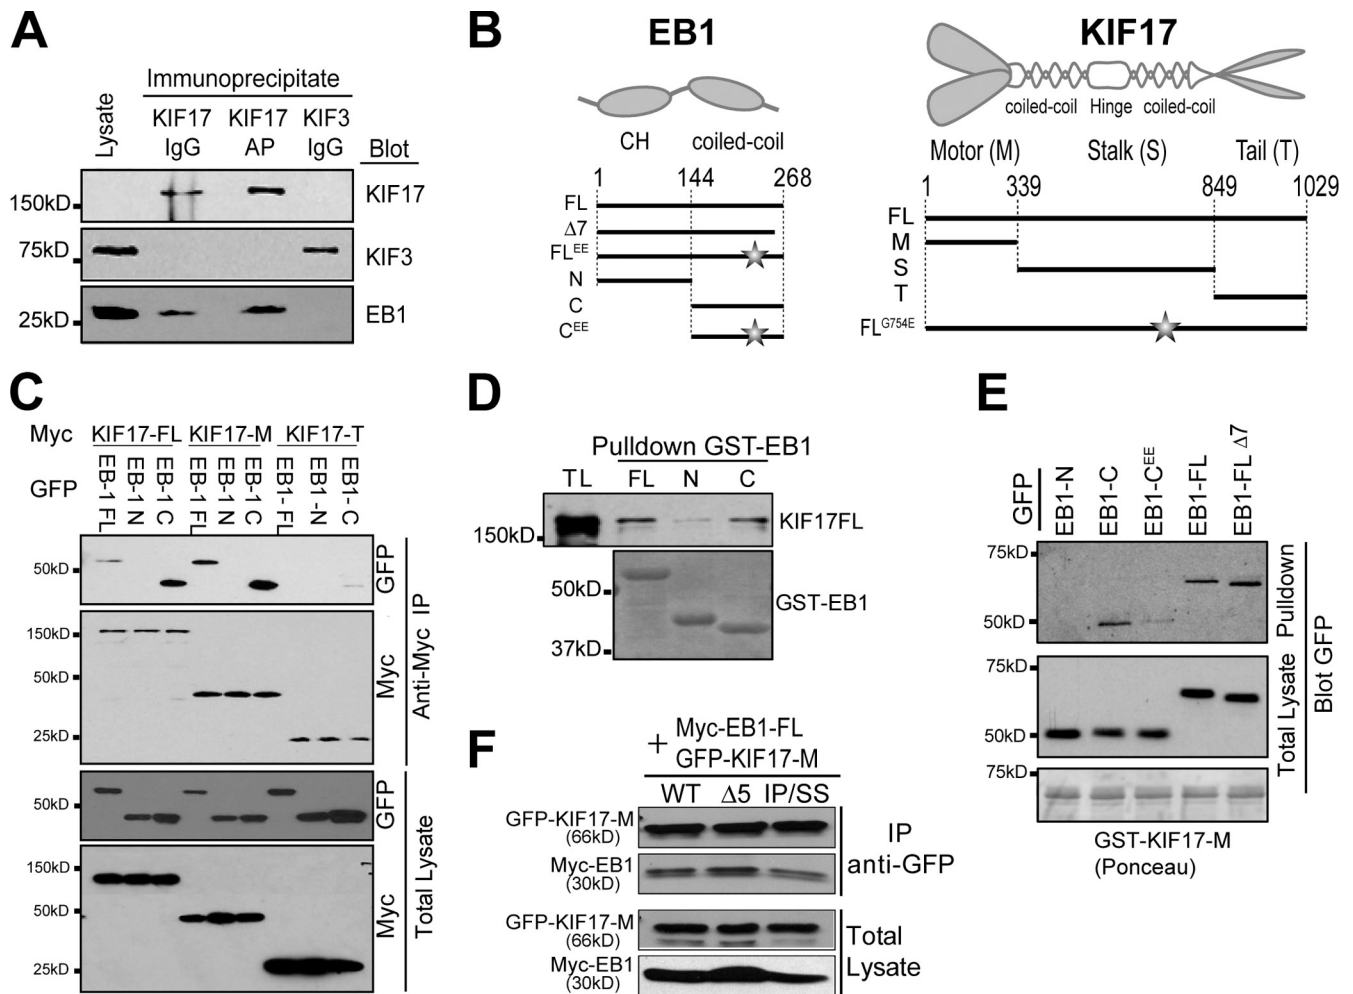 A
Immunoprecipitate
Lysate
KIF17 KIF17 KIF3
IgG AP IgG
Blot
150kD
KIF17
75kD
KIF3
25kD
EB1
B
EB1
CH coiled-coil
1 144 268
FL
Δ7
FLEE
N
C
CEE
KIF17
coiled-coil Hinge coiled-coil
Motor (M) Stalk (S) Tail (T)
1 339 849 1029
FL
M
S
T
FLG754E
C
Myc KIF17-FL KIF17-M KIF17-T
GFP
EB-1 FL
EB-1 N
EB-1 C
EB-1 FL
EB-1 N
EB-1 C
EB1-FL
EB1-N
EB1-C
50kD
GFP
150kD
50kD
25kD
Myc
Anti-Myc IP
50kD
GFP
150kD
50kD
25kD
Myc
Total Lysate
D
Pulldown GST-EB1
TL FL N C
150kD
KIF17FL
50kD
37kD
GST-EB1
E
GFP
EB1-N
EB1-C
EB1-CEE
EB1-FL
EB1-FL Δ7
75kD
50kD
Pulldown
75kD
50kD
Total Lysate
Blot GFP
75kD
GST-KIF17-M
(Ponceau)
F
+ Myc-EB1-FL
GFP-KIF17-M
WT Δ5 IP/SS
GFP-KIF17-M
(66kD)
Myc-EB1
(30kD)
IP
anti-GFP
GFP-KIF17-M
(66kD)
Myc-EB1
(30kD)
Total
Lysate